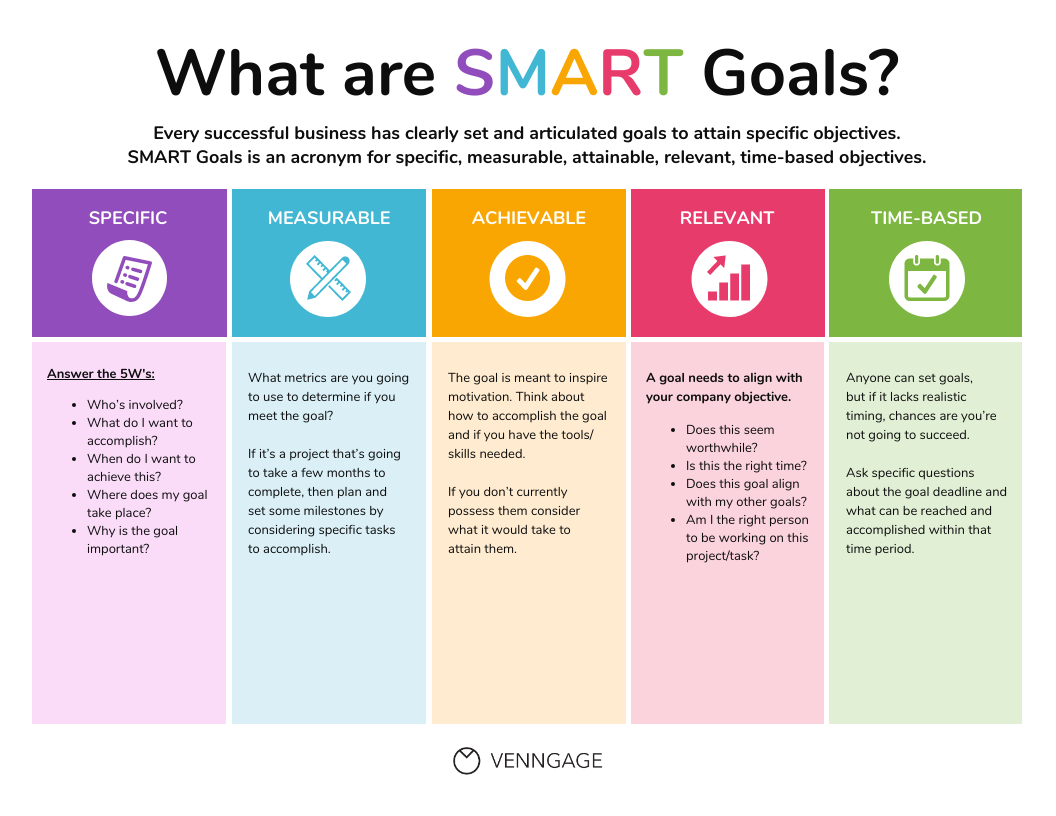 What are SMART Goals?
Every successful business has clearly set and articulated goals to attain specific objectives.
SMART Goals is an acronym for specific, measurable, attainable, relevant, time-based objectives.
SPECIFIC
Answer the 5W's:
• Who's involved?
• What do I want to
accomplish?
• When do I want to
achieve this?
• Where does my goal
take place?
• Why is the goal
important?
MEASURABLE
What metrics are you going
to use to determine if you
meet the goal?
If it's a project that's going
to take a few months to
complete, then plan and
set some milestones by
considering specific tasks
to accomplish.
ACHIEVABLE
The goal is meant to inspire
motivation. Think about
how to accomplish the goal
and if you have the tools/
skills needed.
If you don't currently
possess them consider
what it would take to
attain them.
RELEVANT
A goal needs to align with
your company objective.
• Does this seem
worthwhile?
• Is this the right time?
• Does this goal align
with my other goals?
• Am I the right person
to be working on this
project/task?
TIME-BASED
Anyone can set goals,
but if it lacks realistic
timing, chances are you're
not going to succeed.
Ask specific questions
about the goal deadline and
what can be reached and
accomplished within that
time period.
VENNGAGE